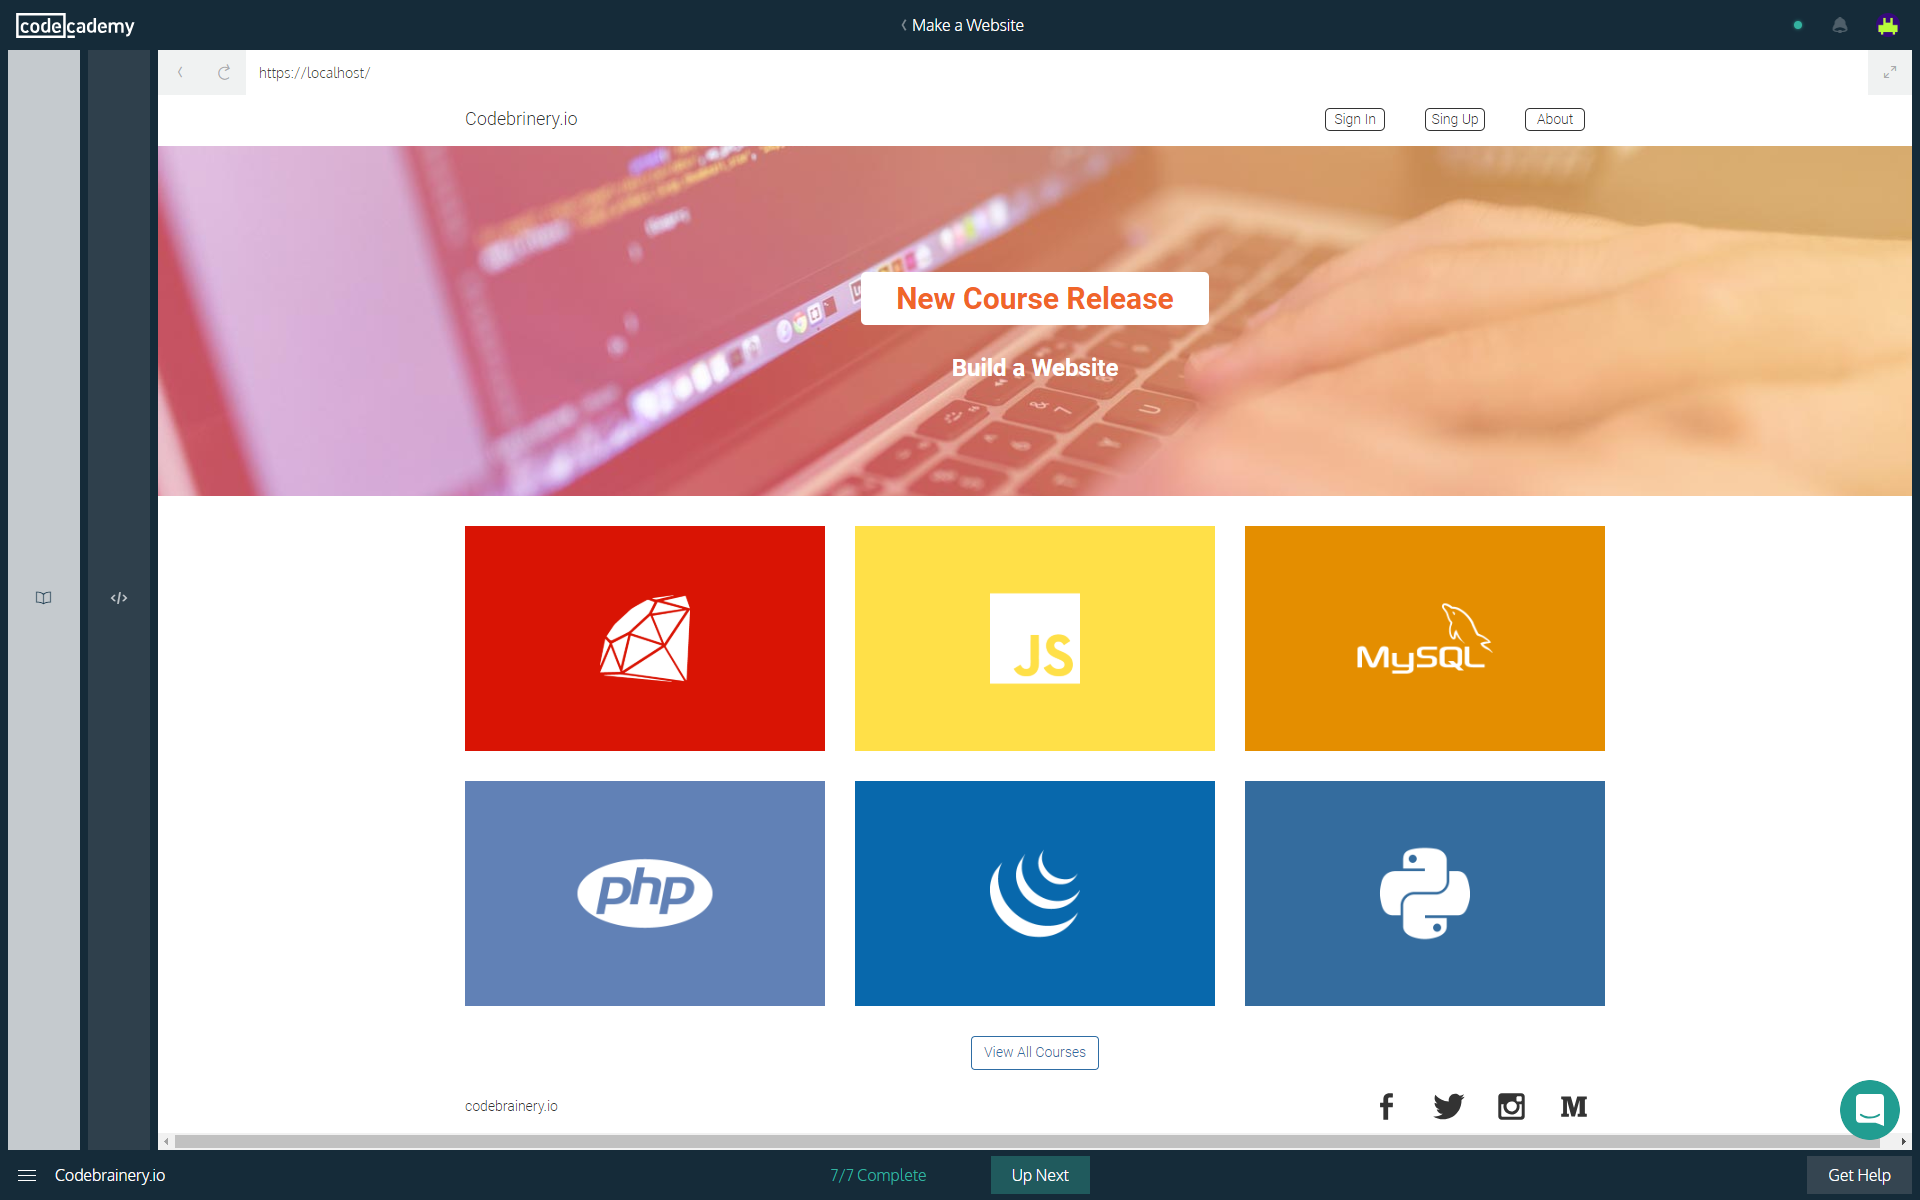 codecademy
Make a Website
https://localhost/
Codebrinery.io
Sign In
Sing Up
About
New Course Release
Build a Website
JS
MySQL
php
View All Courses
codebrainery.io
f
M
Codebrainery.io
7/7 Complete
Up Next
Get Help